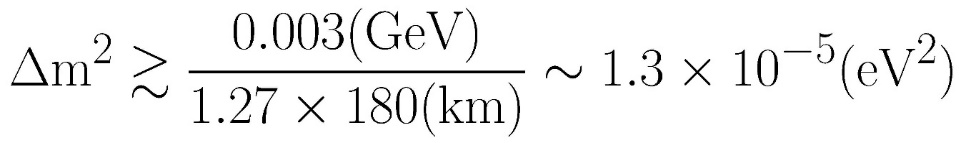 Δm² ≳ 0.003(GeV) / 1.27 × 180(km) ∼ 1.3 × 10⁻⁵(eV²)